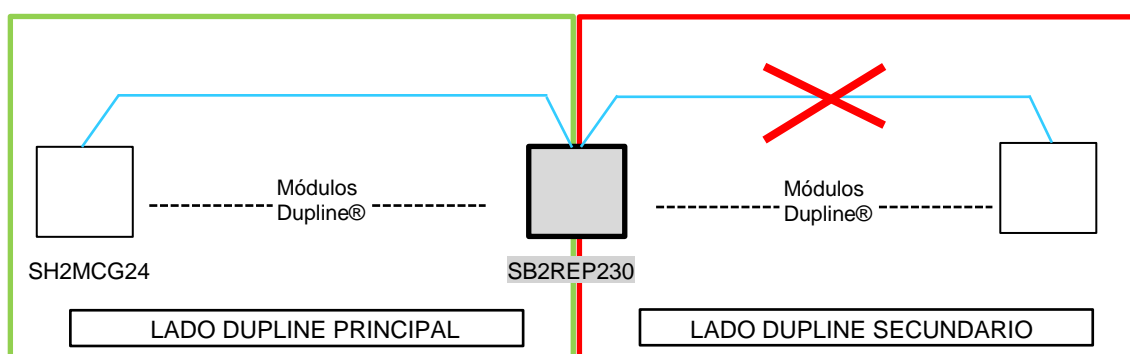 Módulos
Dupline®
Módulos
Dupline®
SH2MCG24
SB2REP230
LADO DUPLINE PRINCIPAL
LADO DUPLINE SECUNDARIO